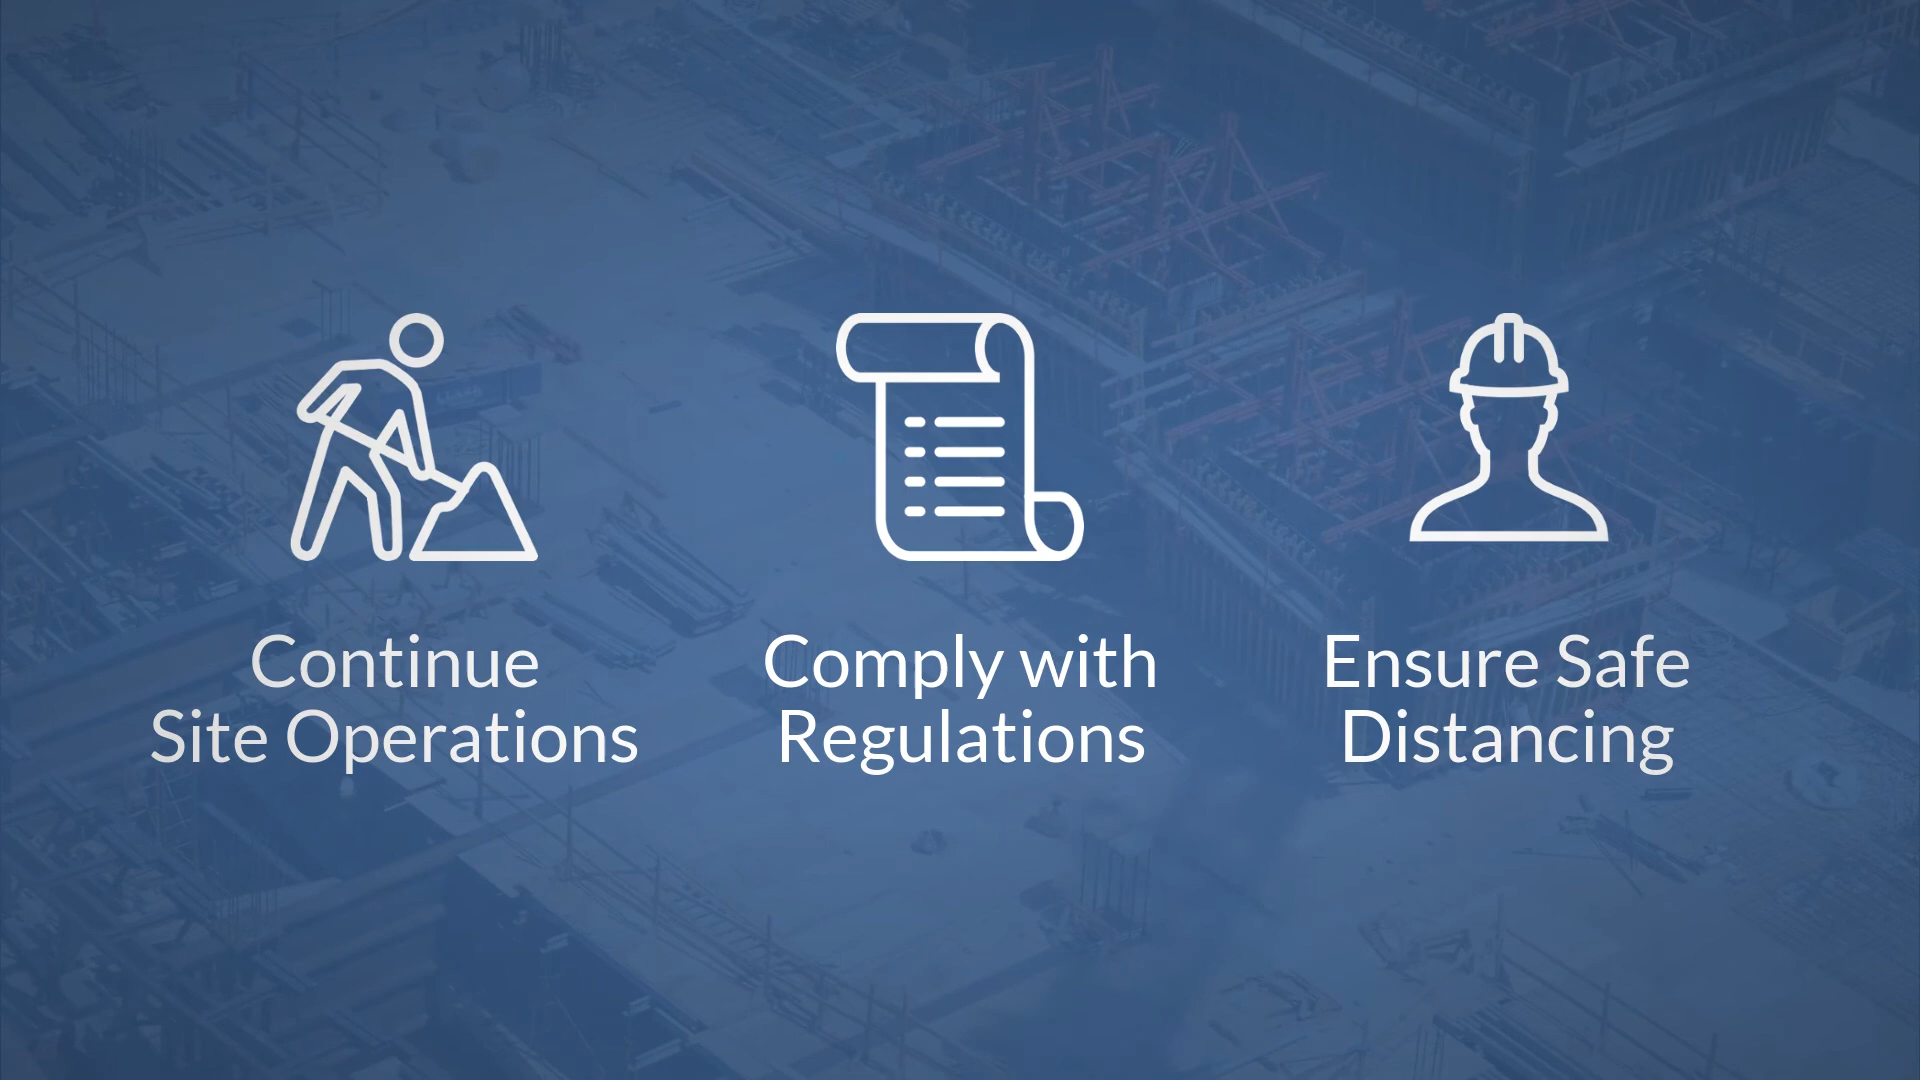 Continue
Site Operations
Comply with
Regulations
Ensure Safe
Distancing